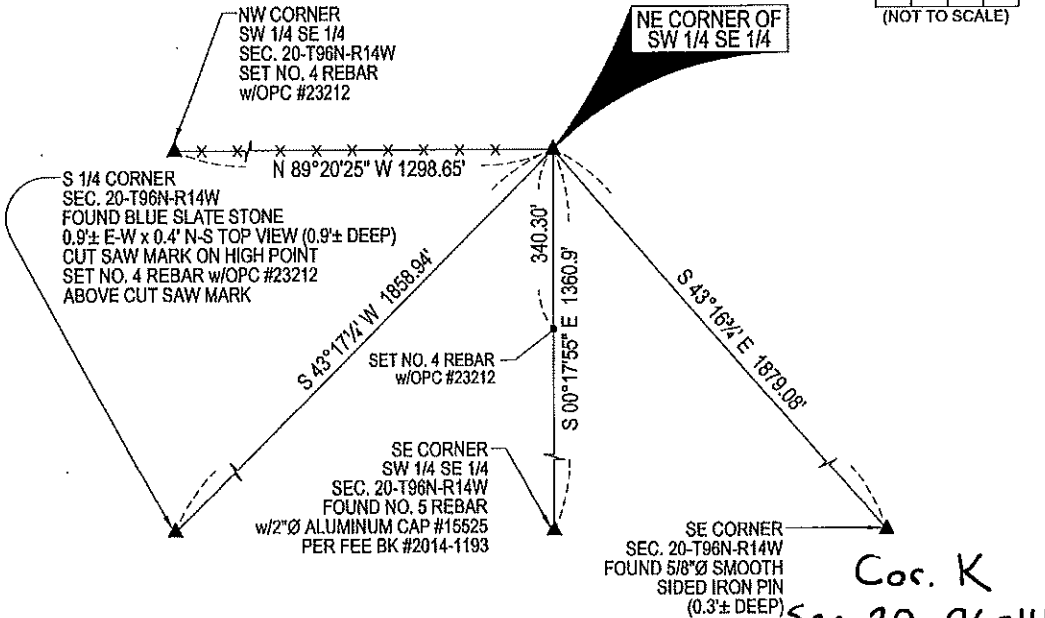 NW CORNER
SW 1/4 SE 1/4
SEC. 20-T96N-R14W
SET NO. 4 REBAR
w/OPC #23212
NE CORNER OF
SW 1/4 SE 1/4
(NOT TO SCALE)
N 89°20'25" W 1298.65'
S 1/4 CORNER
SEC. 20-T96N-R14W
FOUND BLUE SLATE STONE
0.9'± E-W x 0.4' N-S TOP VIEW (0.9'± DEEP)
CUT SAW MARK ON HIGH POINT
SET NO. 4 REBAR w/OPC #23212
ABOVE CUT SAW MARK
S 43°17¼' W 1858.94'
340.30'
S 00°17'55" E 1360.9'
S 43°16¾' E 1879.08'
SET NO. 4 REBAR
w/OPC #23212
SE CORNER
SW 1/4 SE 1/4
SEC. 20-T96N-R14W
FOUND NO. 5 REBAR
w/2"Ø ALUMINUM CAP #15525
PER FEE BK #2014-1193
SE CORNER
SEC. 20-T96N-R14W
FOUND 5/8"Ø SMOOTH
SIDED IRON PIN
(0.3'± DEEP)
Cor. K